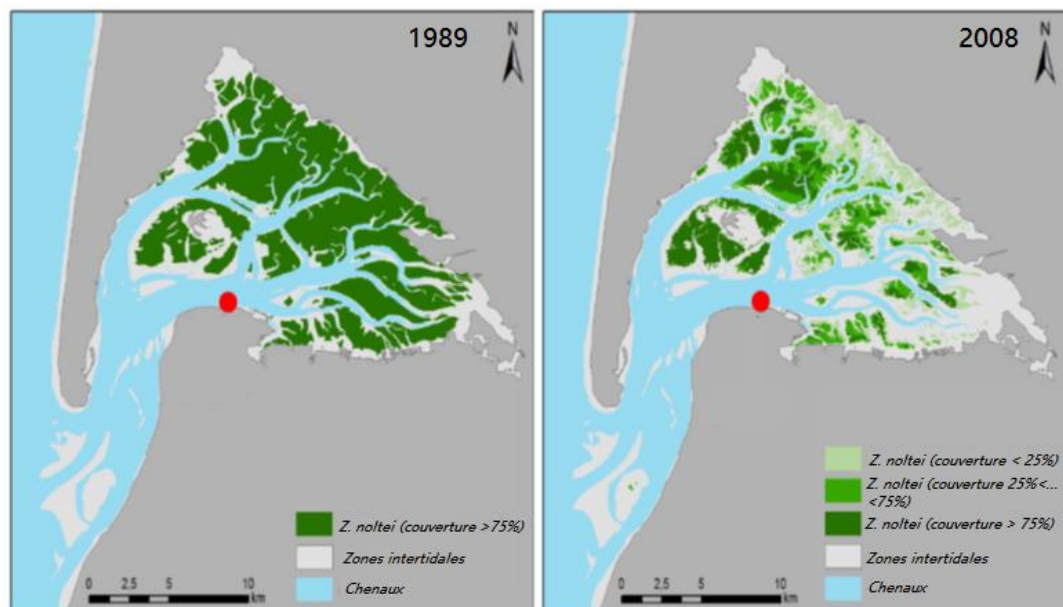 1989
N
Z. noltei (couverture >75%)
Zones intertidales
Chenaux
0 2.5 5 10
km
2008
N
Z. noltei (couverture < 25%)
Z. noltei (couverture 25%<...
<75%)
Z. noltei (couverture > 75%)
Zones intertidales
Chenaux
0 2.5 5 10
km